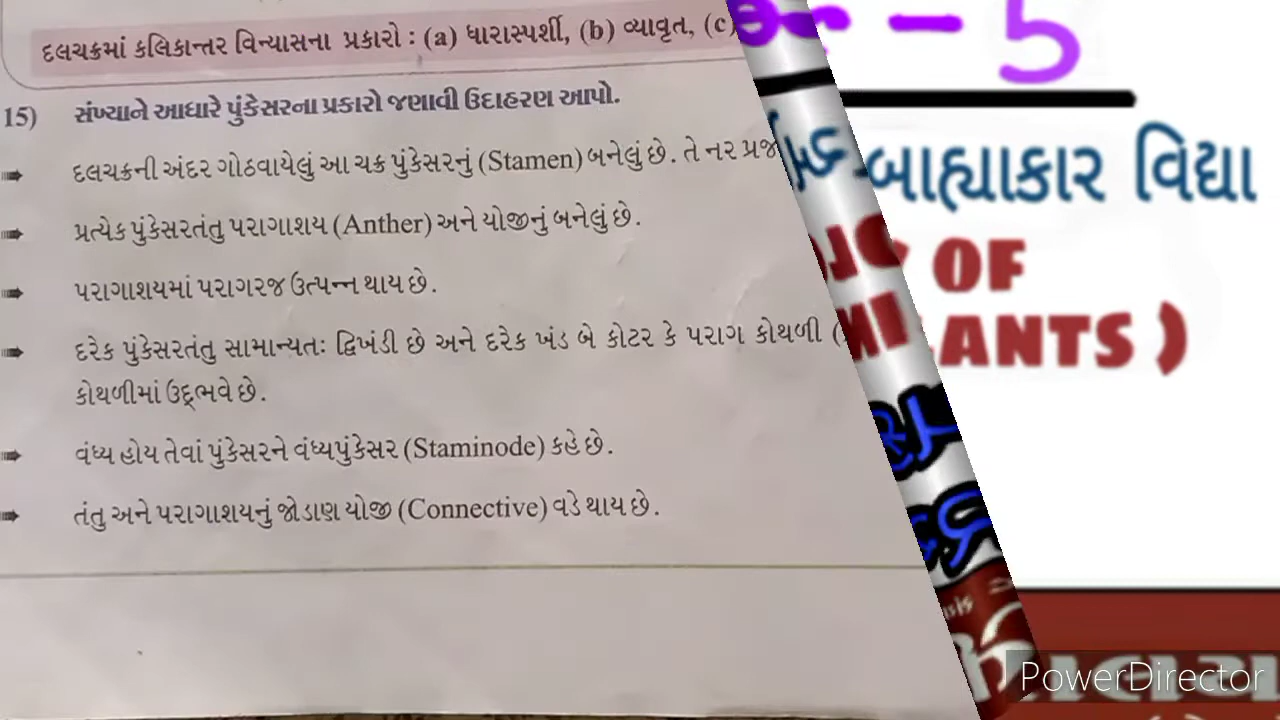 દલચક્રમાં કલિકાન્તર વિન્યાસના પ્રકારો : (a) ધારાસ્પર્શી, (b) વ્યાવૃત, (c)
15) સંખ્યાને આધારે પુંકેસરના પ્રકારો જણાવી ઉદાહરણ આપો.
દલચક્રની અંદર ગોઠવાયેલું આ ચક્ર પુંકેસરનું (Stamen) બનેલું છે. તે નર
પ્રત્યેક પુંકેસરતંતુ પરાગાશય (Anther) અને યોજીનું બનેલું છે.
પરાગાશયમાં પરાગરજ ઉત્પન્ન થાય છે.
દરેક પુંકેસરતંતુ સામાન્યતઃ દ્વિખંડી છે અને દરેક ખંડ બે કોટર કે પરાગ કોથળી
કોથળીમાં ઉદ્ભવે છે.
વંધ્ય હોય તેવાં પુંકેસરને વંધ્યપુંકેસર (Staminode) કહે છે.
તંતુ અને પરાગાશયનું જોડાણ યોજી (Connective) વડે થાય છે.
- 5
બાહ્યાકાર વિદ્યા
OF
LANTS )
PowerDirector